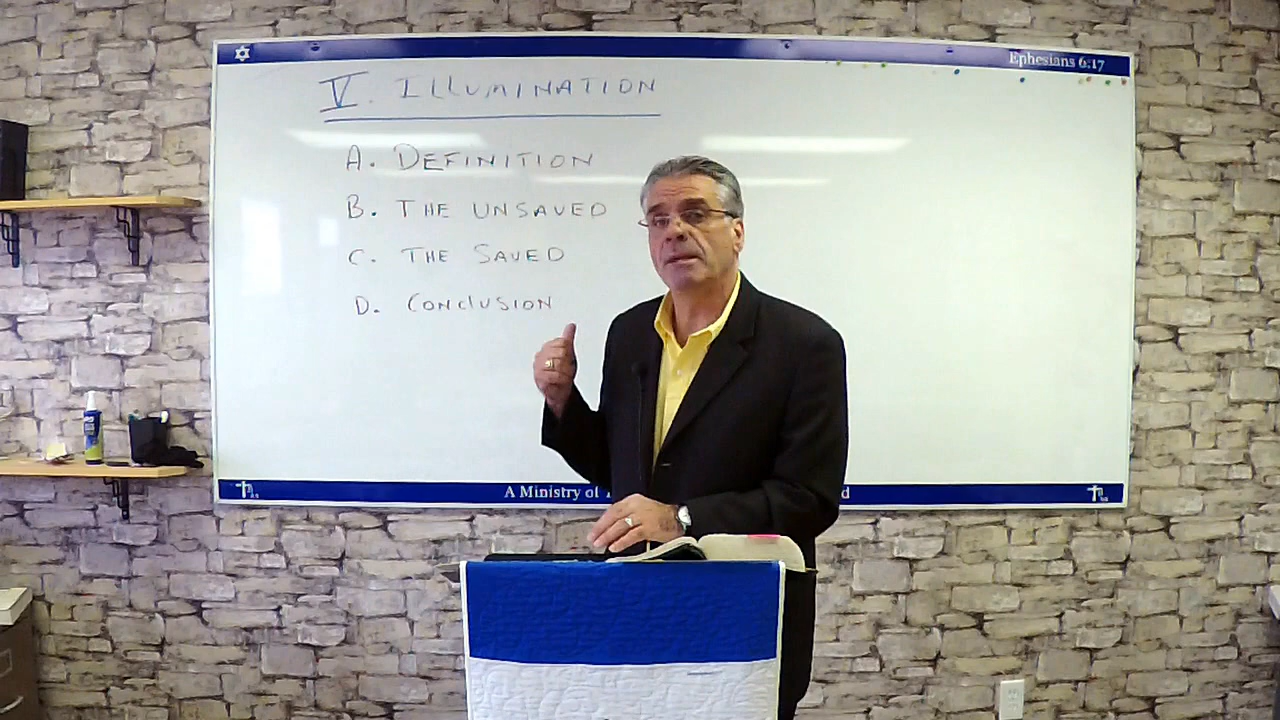 Ephesians 6:17
V. ILLUMINATION
A. DEFINITION
B. THE UNSAVED
C. THE SAVED
D. CONCLUSION
A Ministry of